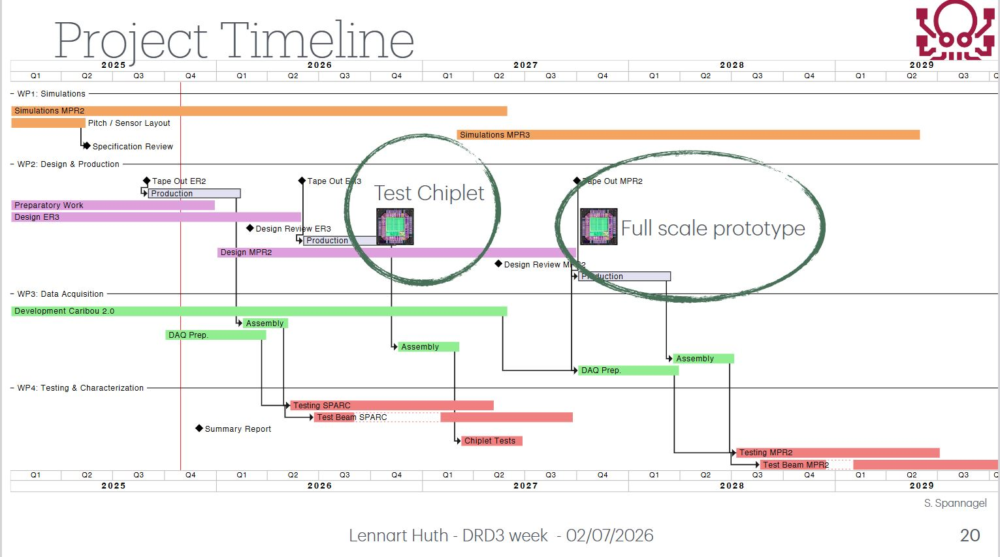 Project Timeline
2025 2026 2027 2028 2029
Q1 Q2 Q3 Q4 Q1 Q2 Q3 Q4 Q1 Q2 Q3 Q4 Q1 Q2 Q3 Q4 Q1 Q2 Q3
WP1: Simulations
Simulations MPR2
Pitch / Sensor Layout
Simulations MPR3
Specification Review
WP2: Design & Production
Tape Out ER2
Tape Out ER3
Tape Out MPR2
Production
Test Chiplet
Preparatory Work
Design ER3
Design Review ER3
Full scale prototype
Production
Design MPR2
Design Review MPR2
Production
WP3: Data Acquisition
Development Caribou 2.0
Assembly
DAQ Prep.
Assembly
Assembly
DAQ Prep.
WP4: Testing & Characterization
Testing SPARC
Test Beam SPARC
Summary Report
Chiplet Tests
Testing MPR2
Test Beam MPR2
Q1 Q2 Q3 Q4 Q1 Q2 Q3 Q4 Q1 Q2 Q3 Q4 Q1 Q2 Q3 Q4 Q1 Q2 Q3
2025 2026 2027 2028 2029
S. Spannagel
Lennart Huth - DRD3 week - 02/07/2026
20